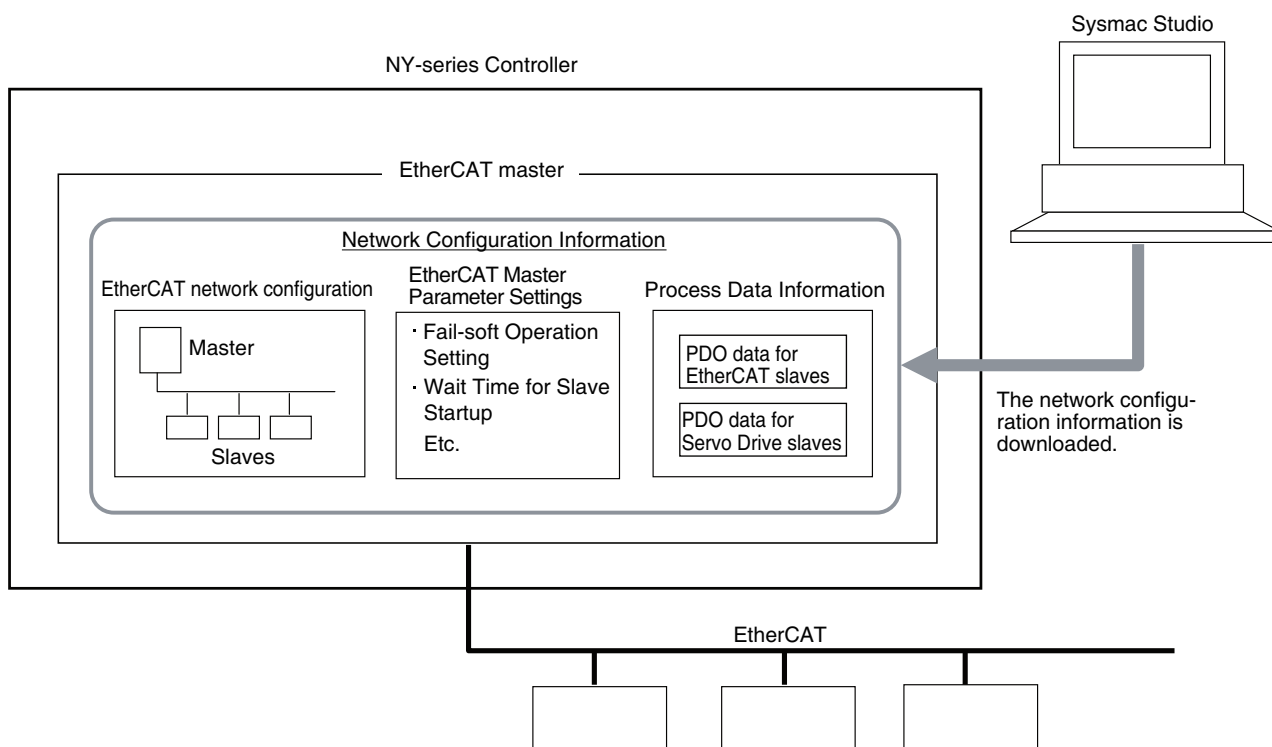 Sysmac Studio
NY-series Controller
EtherCAT master
Network Configuration Information
EtherCAT network configuration
Master
Slaves
EtherCAT Master
Parameter Settings
· Fail-soft Operation
Setting
· Wait Time for Slave
Startup
Etc.
Process Data Information
PDO data for
EtherCAT slaves
PDO data for
Servo Drive slaves
The network configu-
ration information is
downloaded.
EtherCAT